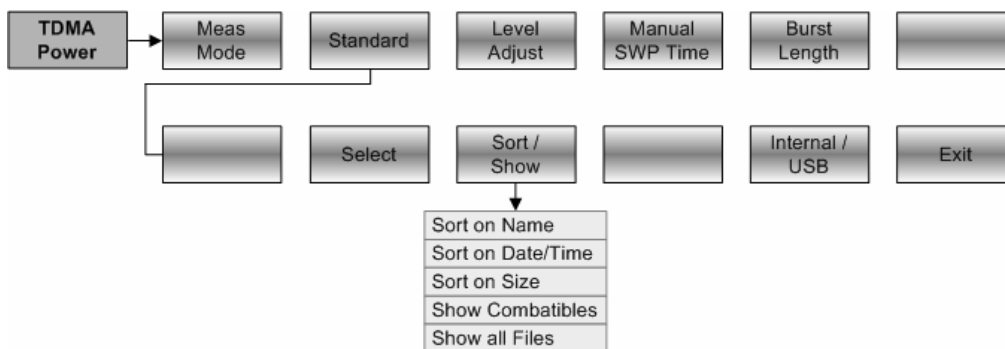 TDMA
Power
Meas
Mode
Standard
Level
Adjust
Manual
SWP Time
Burst
Length
Select
Sort /
Show
Internal /
USB
Exit
Sort on Name
Sort on Date/Time
Sort on Size
Show Combatibles
Show all Files